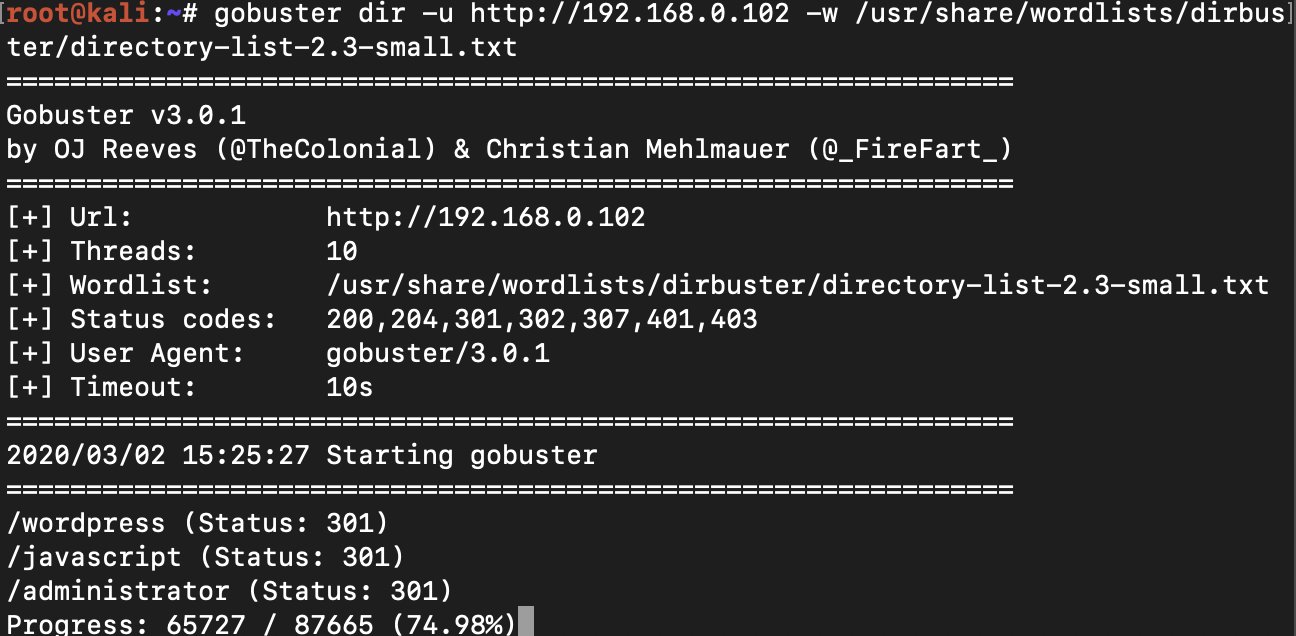 [root@kali:~# gobuster dir -u http://192.168.0.102 -w /usr/share/wordlists/dirbus]
ter/directory-list-2.3-small.txt
===============================================================
Gobuster v3.0.1
by OJ Reeves (@TheColonial) & Christian Mehlmauer (@_FireFart_)
===============================================================
[+] Url:            http://192.168.0.102
[+] Threads:        10
[+] Wordlist:       /usr/share/wordlists/dirbuster/directory-list-2.3-small.txt
[+] Status codes:   200,204,301,302,307,401,403
[+] User Agent:     gobuster/3.0.1
[+] Timeout:        10s
===============================================================
2020/03/02 15:25:27 Starting gobuster
===============================================================
/wordpress (Status: 301)
/javascript (Status: 301)
/administrator (Status: 301)
Progress: 65727 / 87665 (74.98%)